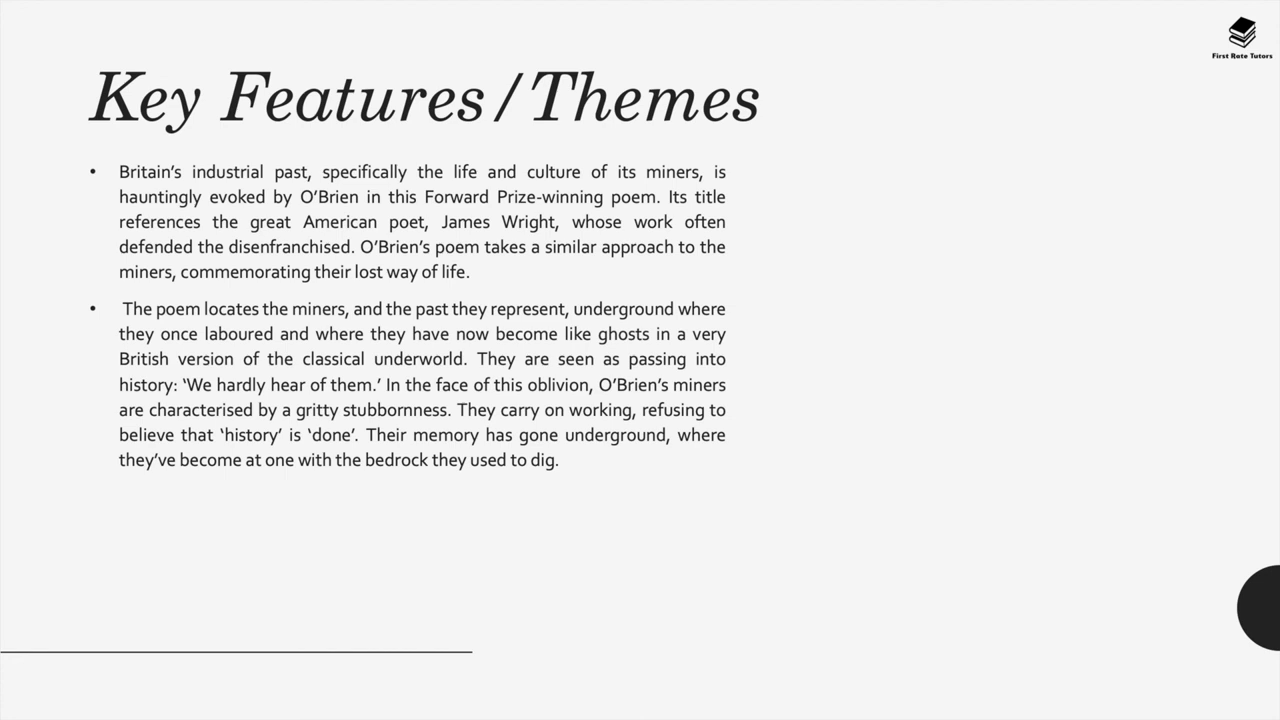 First Rate Tutors
Key Features/Themes
• Britain’s industrial past, specifically the life and culture of its miners, is
hauntingly evoked by O’Brien in this Forward Prize-winning poem. Its title
references the great American poet, James Wright, whose work often
defended the disenfranchised. O’Brien’s poem takes a similar approach to the
miners, commemorating their lost way of life.
• The poem locates the miners, and the past they represent, underground where
they once laboured and where they have now become like ghosts in a very
British version of the classical underworld. They are seen as passing into
history: ‘We hardly hear of them.’ In the face of this oblivion, O’Brien’s miners
are characterised by a gritty stubbornness. They carry on working, refusing to
believe that ‘history’ is ‘done’. Their memory has gone underground, where
they’ve become at one with the bedrock they used to dig.